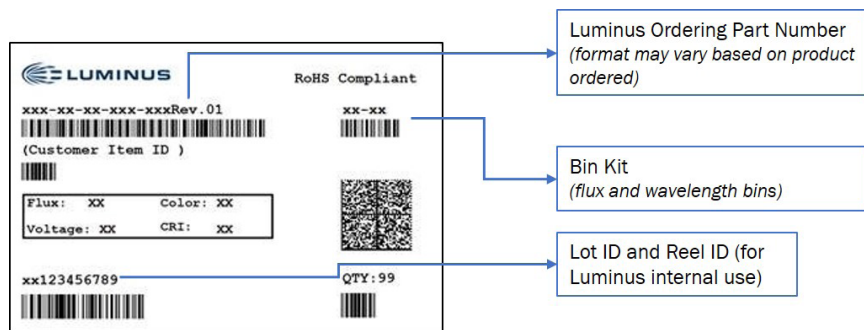 LUMINUS
RoHS Compliant
xxx-xx-xx-xxx-xxxRev.01
xx-xx
(Customer Item ID )
Flux: XX Color: XX
Voltage: XX CRI: XX
xx123456789
QTY:99
Luminus Ordering Part Number
(format may vary based on product
ordered)
Bin Kit
(flux and wavelength bins)
Lot ID and Reel ID (for
Luminus internal use)